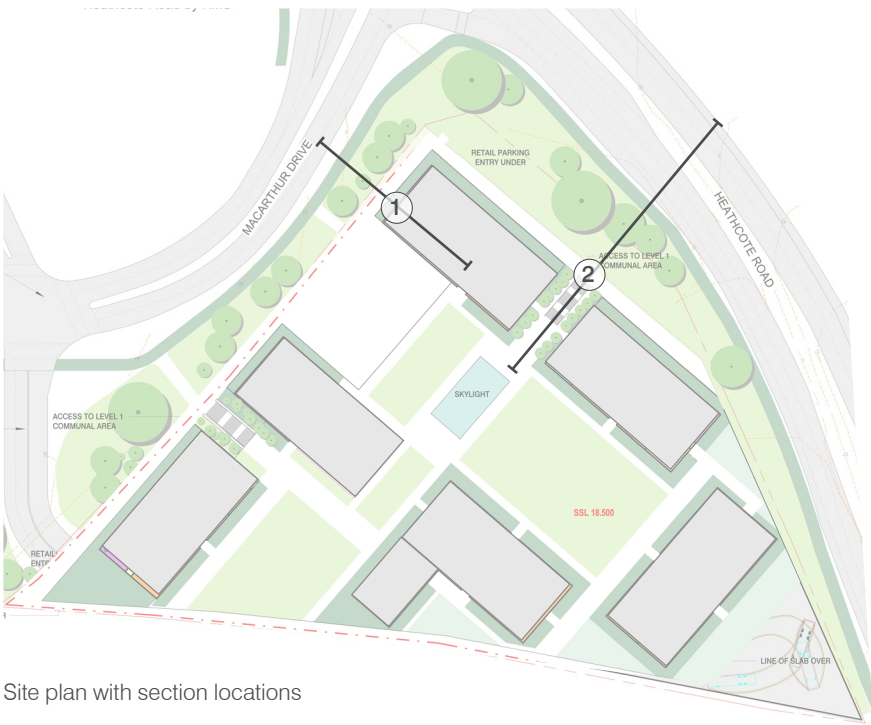 RETAIL PARKING
ENTRY UNDER
MACARTHUR DRIVE
1
HEATHCOTE ROAD
ACCESS TO LEVEL 1
COMMUNAL AREA
2
SKYLIGHT
ACCESS TO LEVEL 1
COMMUNAL AREA
SSL 18.500
RETAIL
LINE OF SLAB OVER
Site plan with section locations